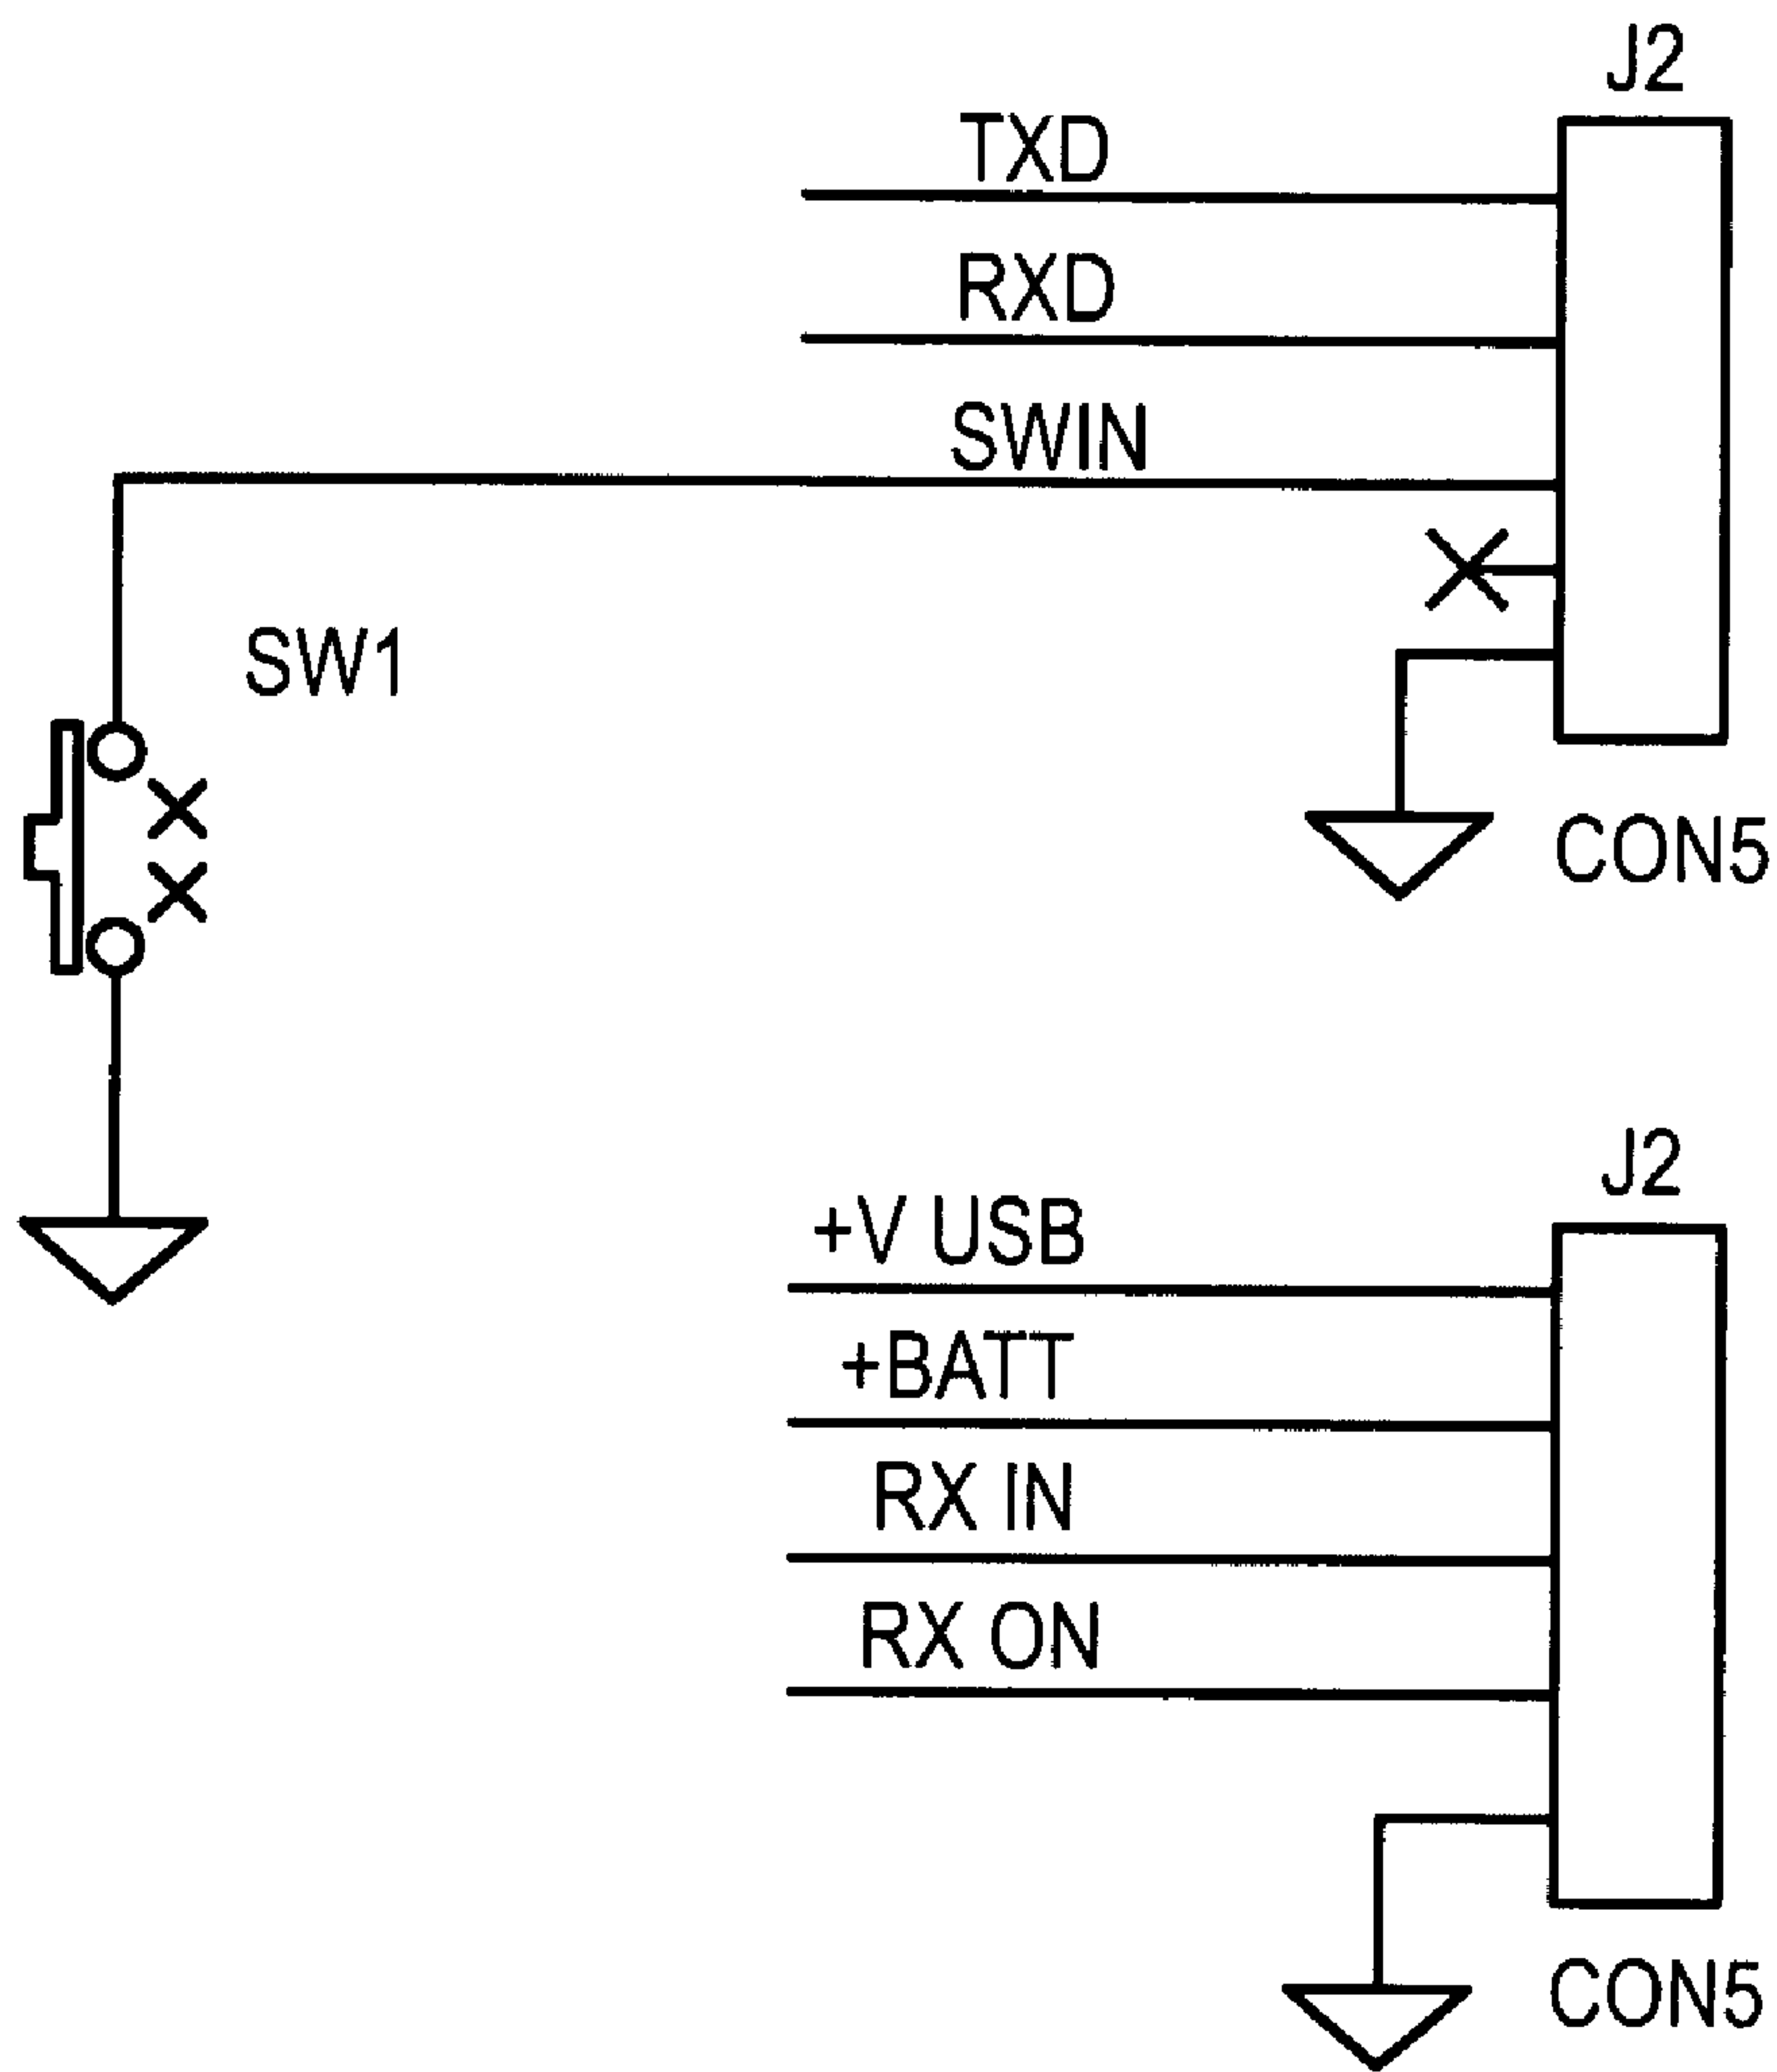 J2
TXD
RXD
SWIN
SW1
CON5
J2
+V USB
+BATT
RX IN
RX ON
CON5